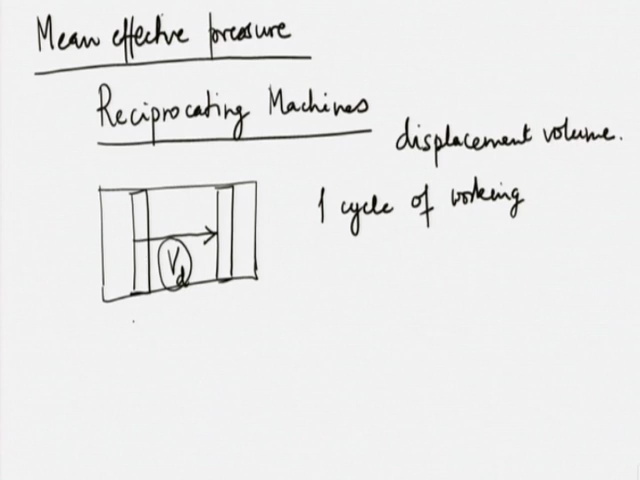 Mean effective pressure
Reciprocating Machines
displacement volume.
1 cycle of working
Vd